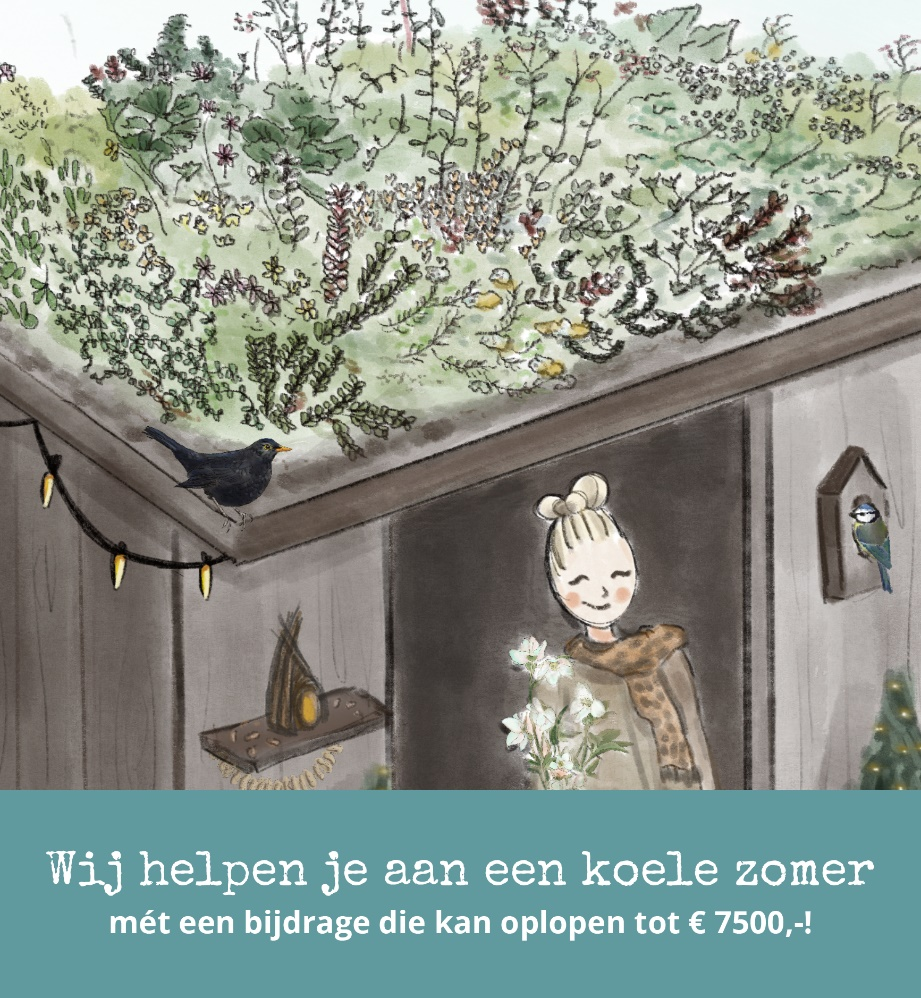 Wij helpen je aan een koele zomer
mét een bijdrage die kan oplopen tot € 7500,-!